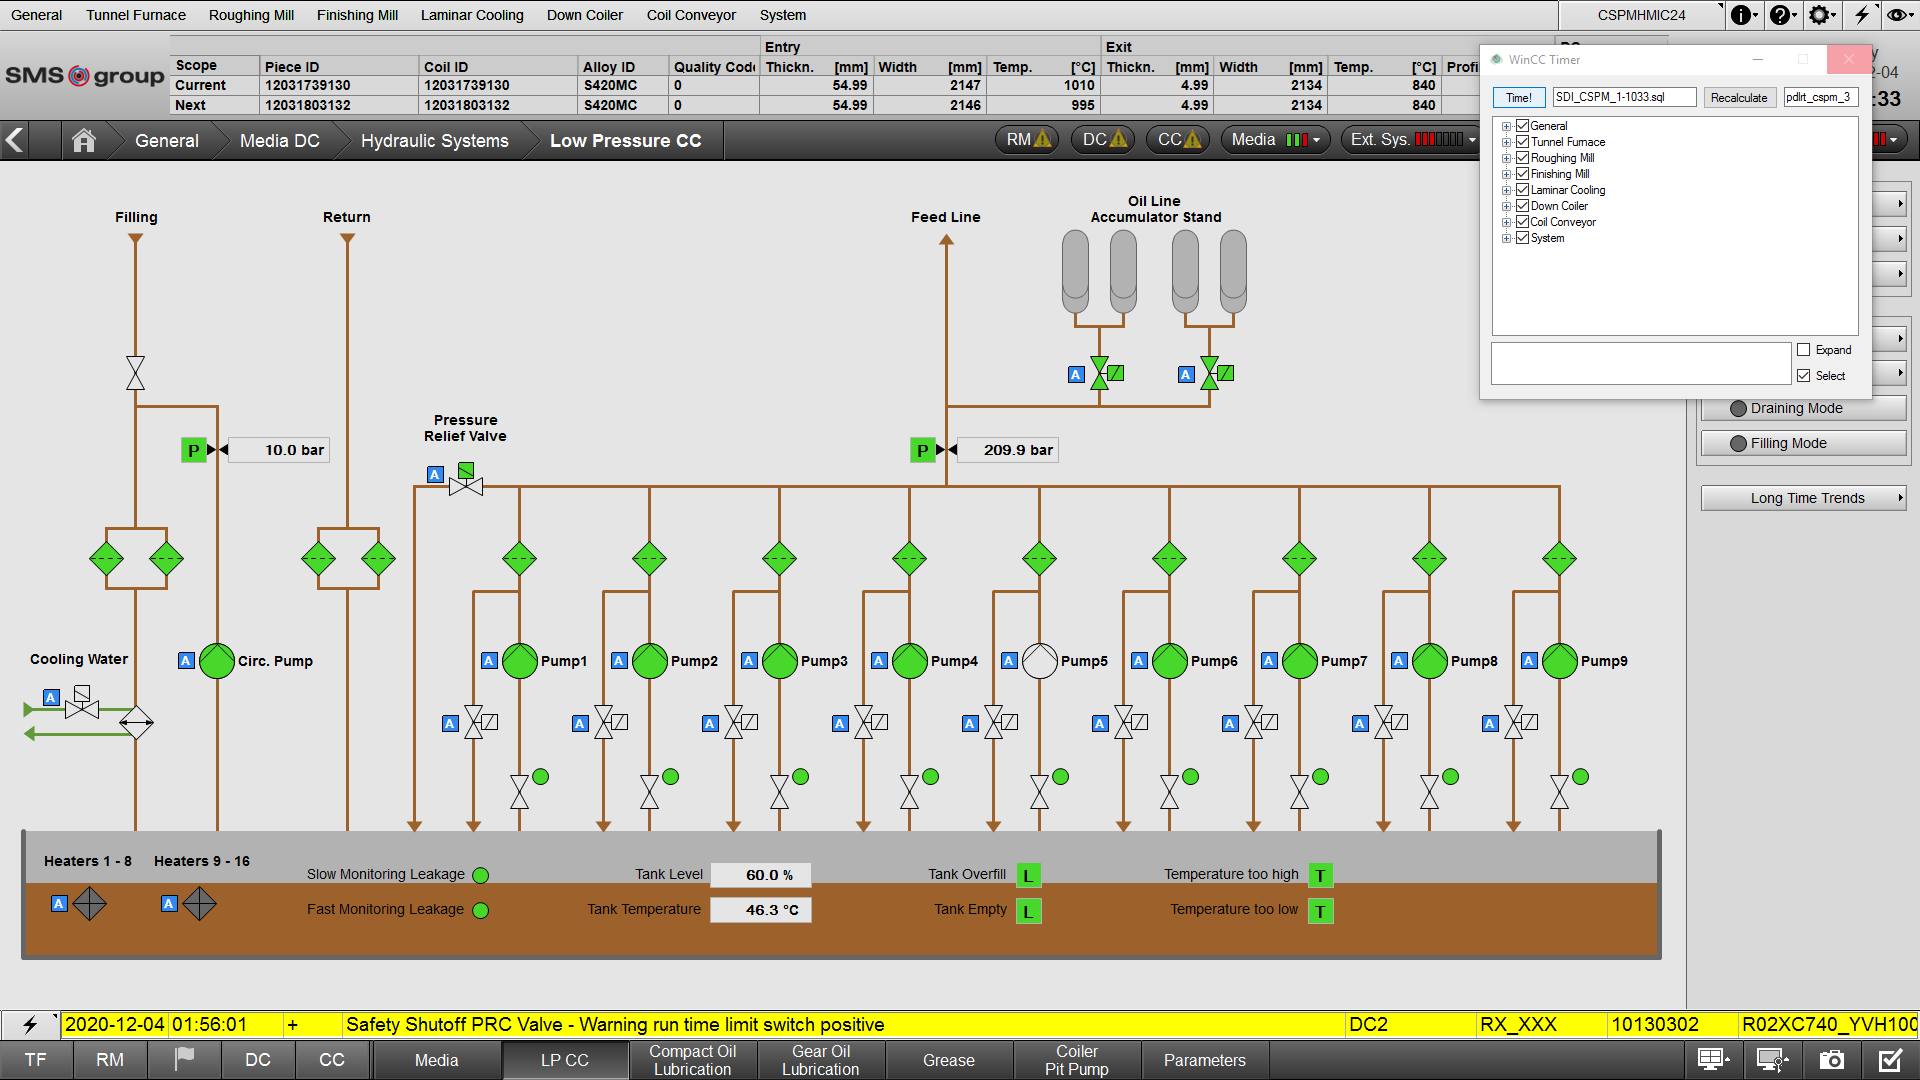 General Tunnel Furnace Roughing Mill Finishing Mill Laminar Cooling Down Coiler Coil Conveyor System CSPMHMIC24
SMS group
Entry Exit
Scope Piece ID Coil ID Alloy ID Quality Code Thickn. [mm] Width [mm] Temp. [°C] Thickn. [mm] Width [mm] Temp. [°C] Profi
Current 12031739130 12031739130 S420MC 0 54.99 2147 1010 4.99 2134 840
Next 12031803132 12031803132 S420MC 0 54.99 2146 995 4.99 2134 840
-04
:33
General Media DC Hydraulic Systems Low Pressure CC RM DC CC Media Ext. Sys.
WinCC Timer
Time! SDI_CSPM_1-1033.sql Recalculate pdlrt_cspm_3
General
Tunnel Furnace
Roughing Mill
Finishing Mill
Laminar Cooling
Down Coiler
Coil Conveyor
System
Expand
Select
Draining Mode
Filling Mode
Long Time Trends
Filling Return Feed Line
Oil Line
Accumulator Stand
A A
Pressure
Relief Valve
P 10.0 bar P 209.9 bar
A
Cooling Water
A Circ. Pump A Pump1 A Pump2 A Pump3 A Pump4 A Pump5 A Pump6 A Pump7 A Pump8 A Pump9
A
A A A A A A A A A
Heaters 1 - 8 Heaters 9 - 16
A A
Slow Monitoring Leakage Tank Level 60.0 % Tank Overfill L Temperature too high T
Fast Monitoring Leakage Tank Temperature 46.3 °C Tank Empty L Temperature too low T
2020-12-04 01:56:01 + Safety Shutoff PRC Valve - Warning run time limit switch positive DC2 RX_XXX 10130302 R02XC740_YVH100
TF RM DC CC Media LP CC Compact Oil Lubrication Gear Oil Lubrication Grease Coiler Pit Pump Parameters